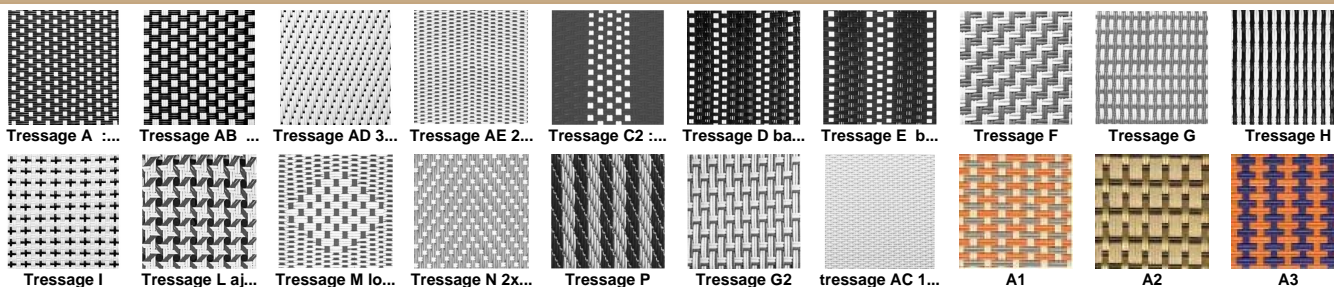 Tressage A :... Tressage AB ... Tressage AD 3... Tressage AE 2... Tressage C2 :... Tressage D ba... Tressage E b... Tressage F Tressage G Tressage H
Tressage I Tressage L aj... Tressage M lo... Tressage N 2x... Tressage P Tressage G2 tressage AC 1... A1 A2 A3